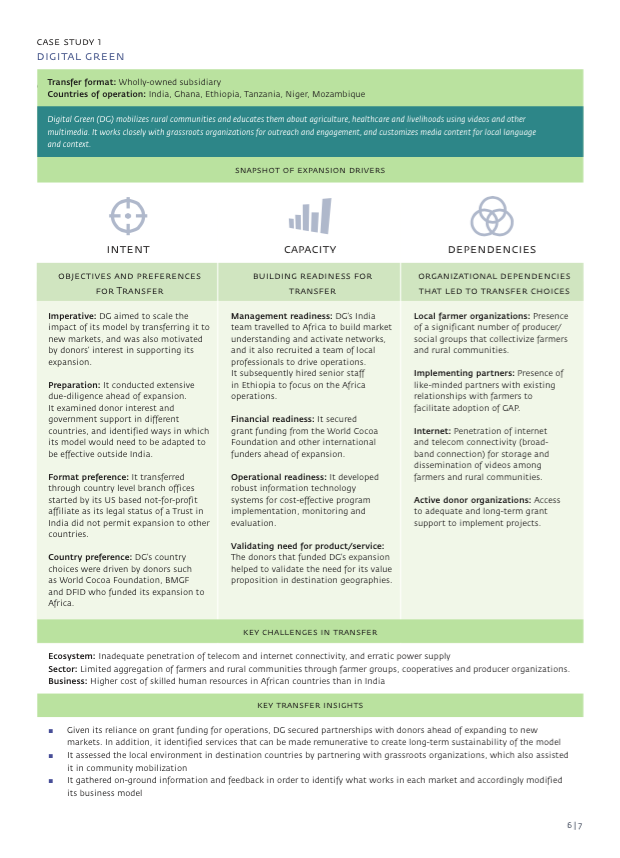 CASE STUDY 1
DIGITAL GREEN
Transfer format: Wholly-owned subsidiary
Countries of operation: India, Ghana, Ethiopia, Tanzania, Niger, Mozambique
Digital Green (DG) mobilizes rural communities and educates them about agriculture, healthcare and livelihoods using videos and other
multimedia. It works closely with grassroots organizations for outreach and engagement, and customizes media content for local language
and context.
SNAPSHOT OF EXPANSION DRIVERS
INTENT
OBJECTIVES AND PREFERENCES
FOR TRANSFER
Imperative: DG aimed to scale the
impact of its model by transferring it to
new markets, and was also motivated
by donors' interest in supporting its
expansion.
Preparation: It conducted extensive
due-diligence ahead of expansion.
It examined donor interest and
government support in different
countries, and identified ways in which
its model would need to be adapted to
be effective outside India.
Format preference: It transferred
through country level branch offices
started by its US based not-for-profit
affiliate as its legal status of a Trust in
India did not permit expansion to other
countries.
Country preference: DG's country
choices were driven by donors such
as World Cocoa Foundation, BMGF
and DFID who funded its expansion to
Africa.
CAPACITY
BUILDING READINESS FOR
TRANSFER
Management readiness: DG's India
team travelled to Africa to build market
understanding and activate networks,
and it also recruited a team of local
professionals to drive operations.
It subsequently hired senior staff
in Ethiopia to focus on the Africa
operations.
Financial readiness: It secured
grant funding from the World Cocoa
Foundation and other international
funders ahead of expansion.
Operational readiness: It developed
robust information technology
systems for cost-effective program
implementation, monitoring and
evaluation.
Validating need for product/service:
The donors that funded DG's expansion
helped to validate the need for its value
proposition in destination geographies.
DEPENDENCIES
ORGANIZATIONAL DEPENDENCIES
THAT LED TO TRANSFER CHOICES
Local farmer organizations: Presence
of a significant number of producer/
social groups that collectivize farmers
and rural communities.
Implementing partners: Presence of
like-minded partners with existing
relationships with farmers to
facilitate adoption of GAP.
Internet: Penetration of internet
and telecom connectivity (broad-
band connection) for storage and
dissemination of videos among
farmers and rural communities.
Active donor organizations: Access
to adequate and long-term grant
support to implement projects.
KEY CHALLENGES IN TRANSFER
Ecosystem: Inadequate penetration of telecom and internet connectivity, and erratic power supply
Sector: Limited aggregation of farmers and rural communities through farmer groups, cooperatives and producer organizations.
Business: Higher cost of skilled human resources in African countries than in India
KEY TRANSFER INSIGHTS
▪ Given its reliance on grant funding for operations, DG secured partnerships with donors ahead of expanding to new
markets. In addition, it identified services that can be made remunerative to create long-term sustainability of the model
▪ It assessed the local environment in destination countries by partnering with grassroots organizations, which also assisted
it in community mobilization
▪ It gathered on-ground information and feedback in order to identify what works in each market and accordingly modified
its business model
6|7